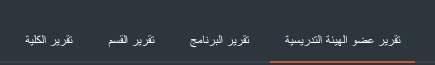 تقرير عضو الهيئة التدريسية
تقرير البرنامج
تقرير القسم
تقرير الكلية